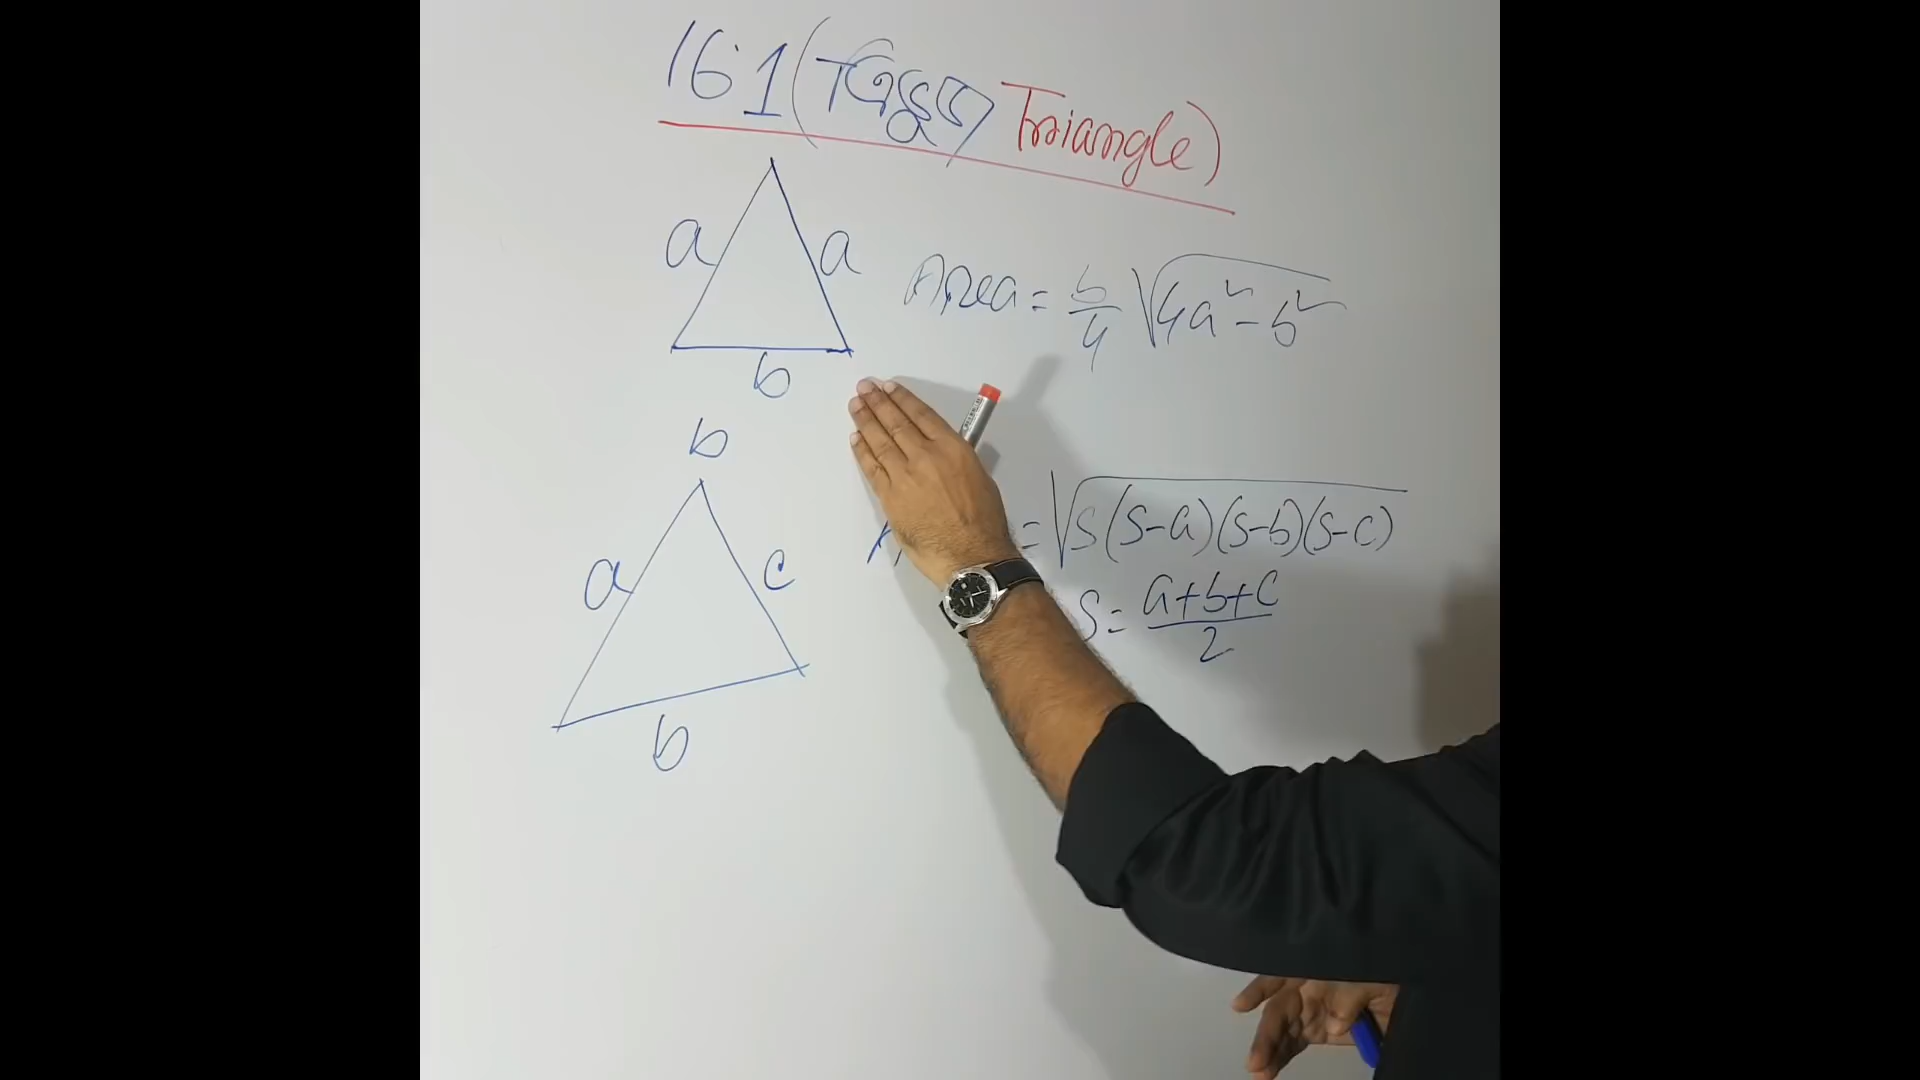 16.1 (
Triangle)
a
a
Area = b/4 √(4a² - b²)
b
b
= √(s(s-a)(s-b)(s-c))
a
c
s = (a+b+c)/2
b